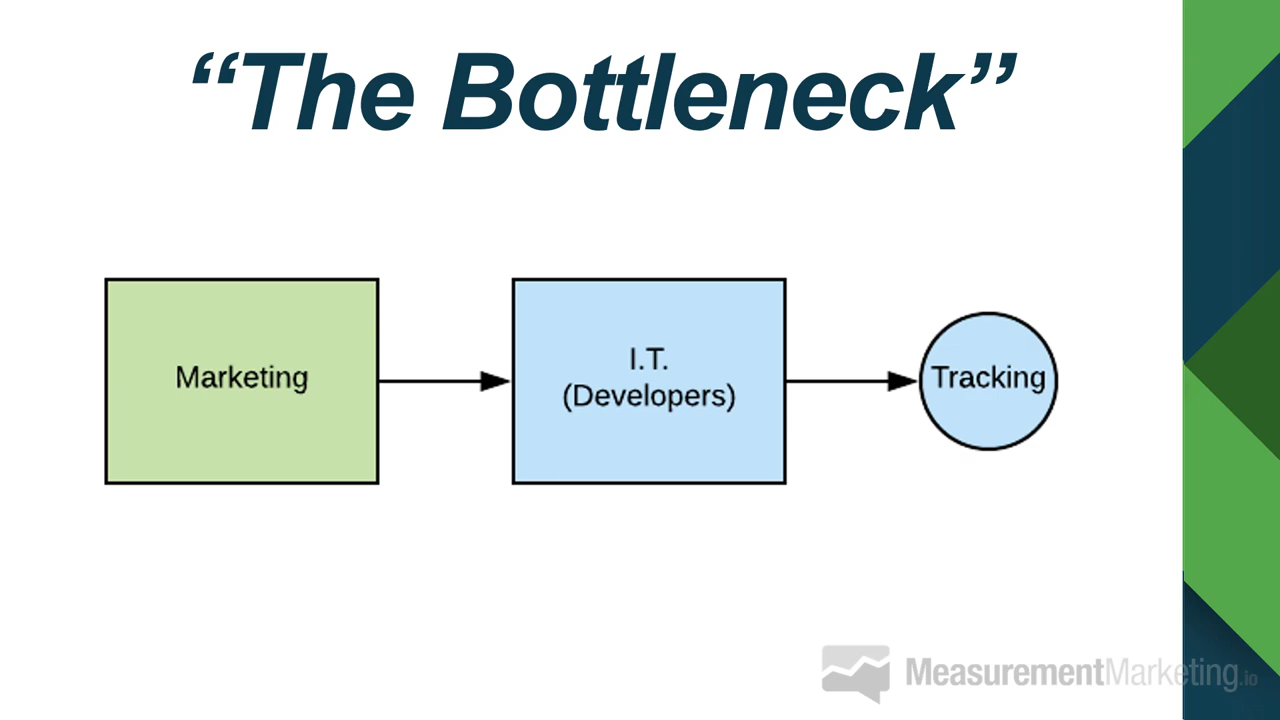 “The Bottleneck”
Marketing
I.T.
(Developers)
Tracking
MeasurementMarketing.io